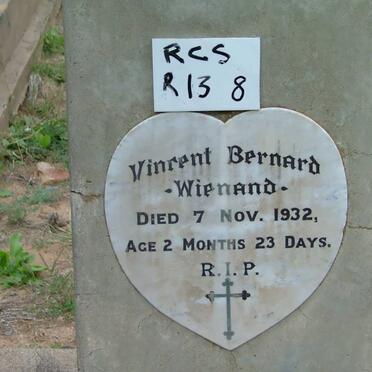 RCS
R13 8
Vincent Bernard
· Wienand ·
DIED 7 NOV. 1932,
AGE 2 MONTHS 23 DAYS.
R.I.P.